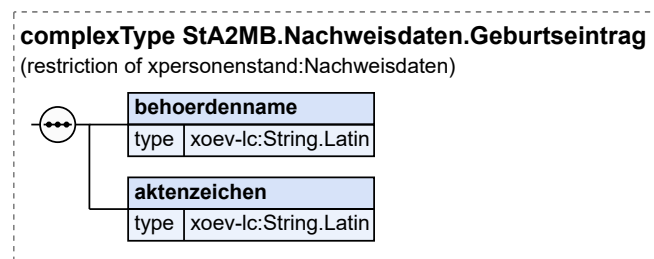 complexType StA2MB.Nachweisdaten.Geburtseintrag
(restriction of xpersonenstand:Nachweisdaten)
behoerdenname
type xoev-lc:String.Latin
aktenzeichen
type xoev-lc:String.Latin